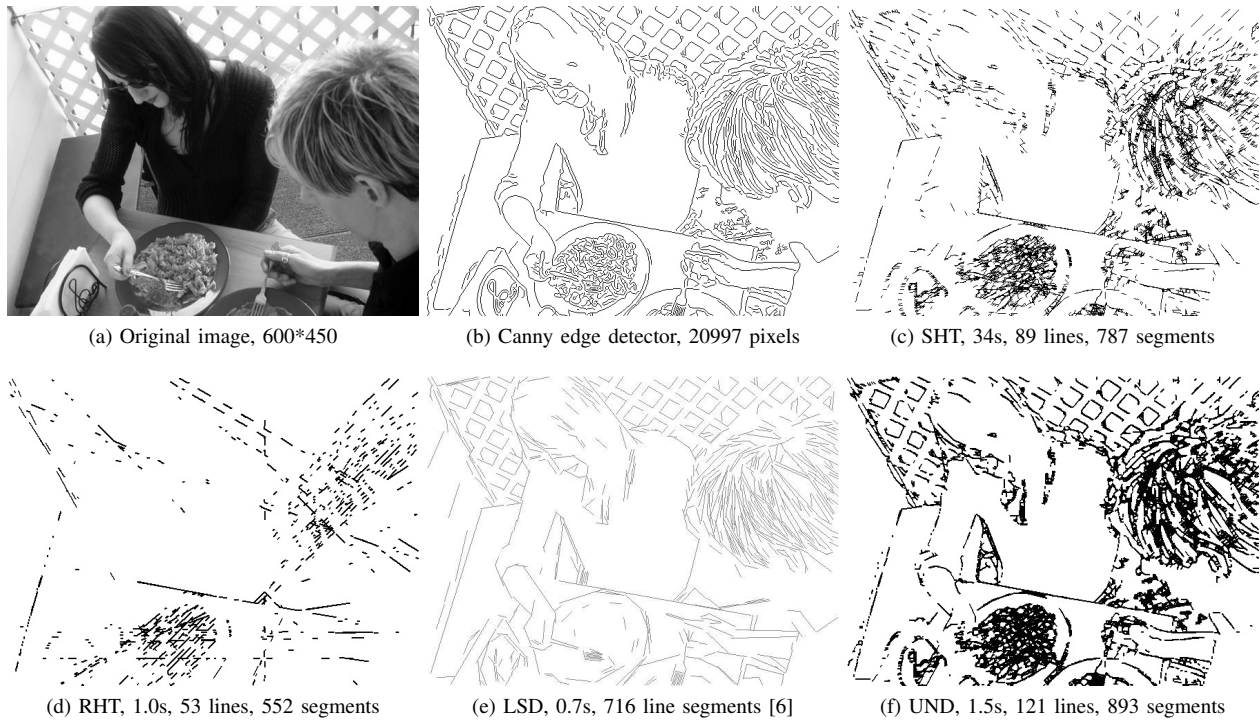 (a) Original image, 600*450
(b) Canny edge detector, 20997 pixels
(c) SHT, 34s, 89 lines, 787 segments
(d) RHT, 1.0s, 53 lines, 552 segments
(e) LSD, 0.7s, 716 line segments [6]
(f) UND, 1.5s, 121 lines, 893 segments